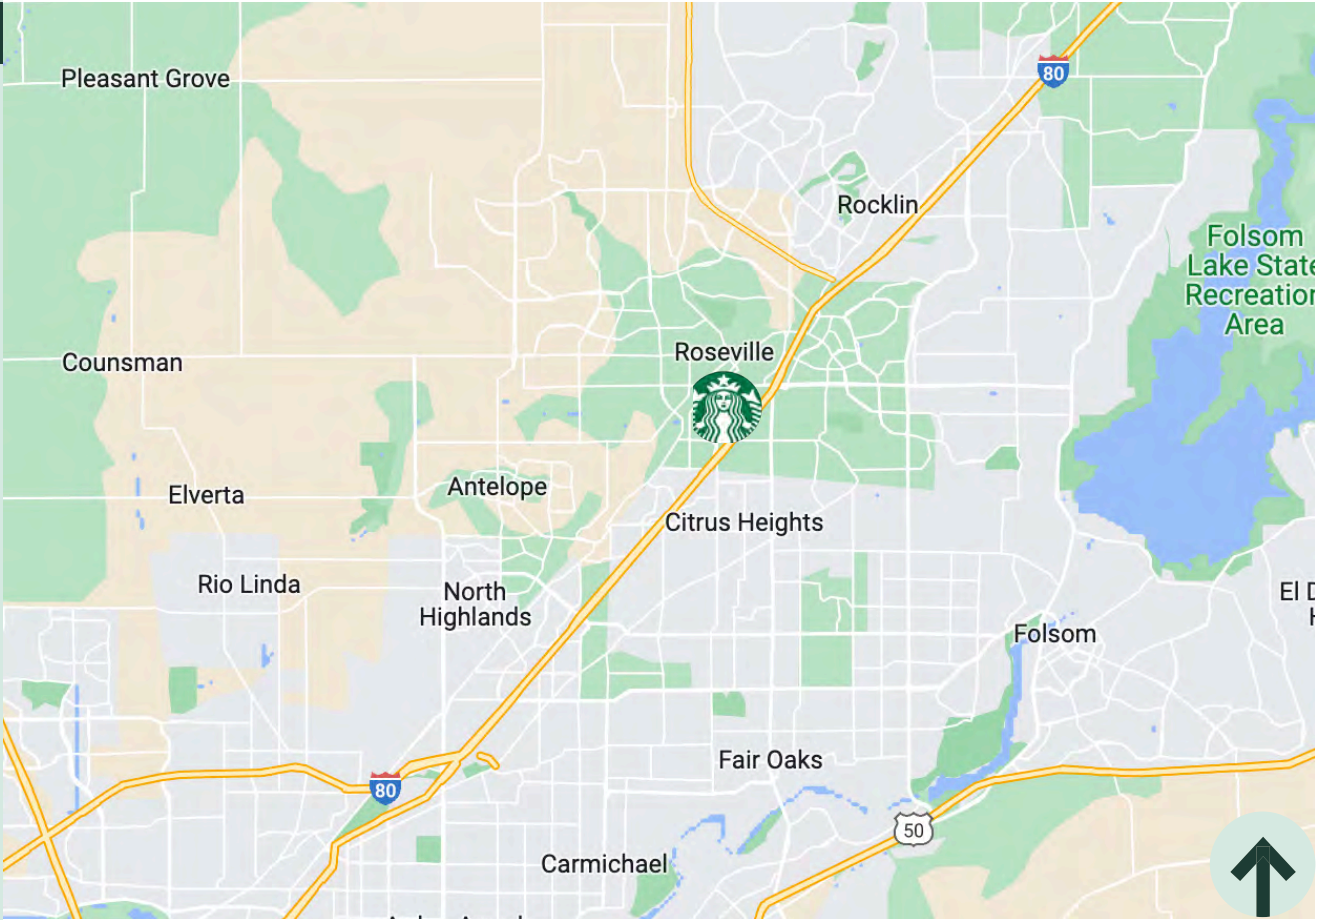 Pleasant Grove
80
Rocklin
Folsom
Lake State
Recreation
Area
Roseville
Counsman
Antelope
Elverta
Citrus Heights
Rio Linda
North
Highlands
El D
H
Folsom
Fair Oaks
80
50
Carmichael